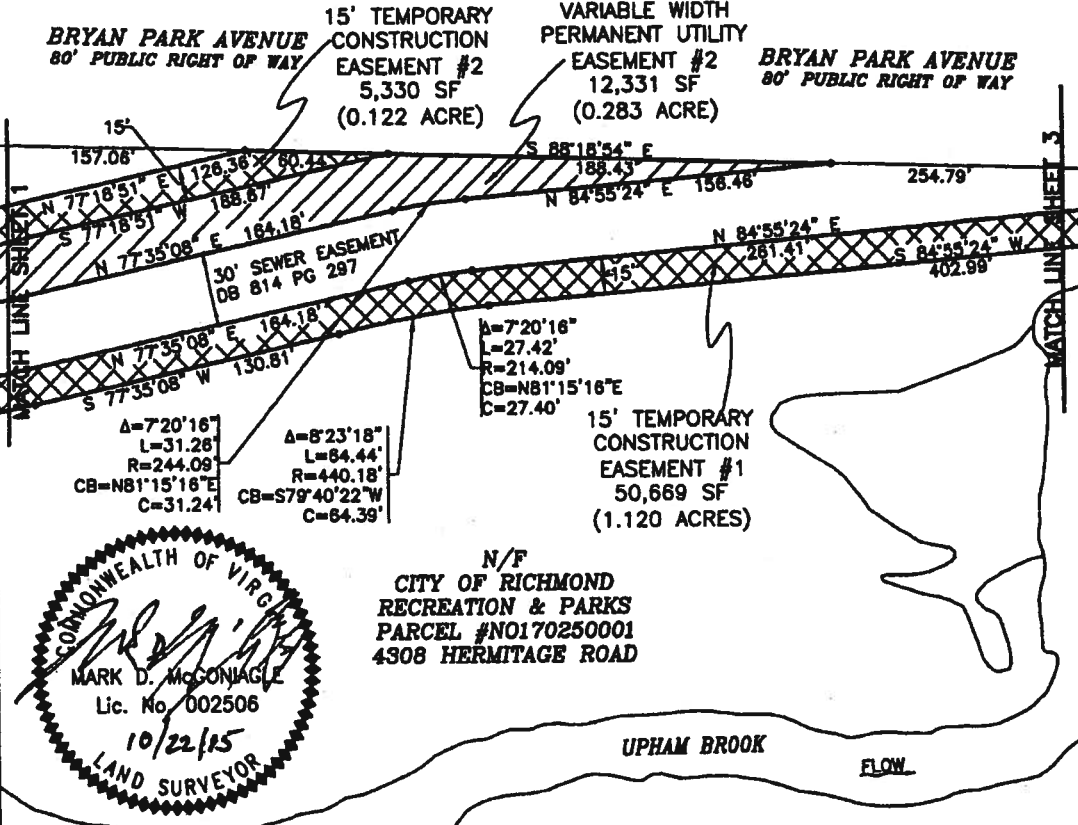 15' TEMPORARY
CONSTRUCTION
EASEMENT #2
5,330 SF
(0.122 ACRE)
VARIABLE WIDTH
PERMANENT UTILITY
EASEMENT #2
12,331 SF
(0.283 ACRE)
BRYAN PARK AVENUE
80' PUBLIC RIGHT OF WAY
BRYAN PARK AVENUE
80' PUBLIC RIGHT OF WAY
15'
157.06'
N 77°18'51" E 126.36'
50.44'
S 77°18'51" W 188.67'
S 88°18'54" E
188.43'
N 84°55'24" E 156.46'
254.79'
N 77°35'08" E 164.18'
30' SEWER EASEMENT
DB 814 PG 297
N 84°55'24" E
261.41'
S 84°55'24" W
402.99'
15'
N 77°35'08" E 164.18'
S 77°35'08" W 130.81'
MATCH LINE SHEET 1
MATCH LINE SHEET 3
Δ=7°20'16"
L=27.42'
R=214.09'
CB=N81°15'16"E
C=27.40'
Δ=7°20'16"
L=31.26'
R=244.09'
CB=N81°15'16"E
C=31.24'
Δ=8°23'18"
L=64.44'
R=440.18'
CB=S79°40'22"W
C=64.39'
15' TEMPORARY
CONSTRUCTION
EASEMENT #1
50,669 SF
(1.120 ACRES)
N/F
CITY OF RICHMOND
RECREATION & PARKS
PARCEL #N0170250001
4308 HERMITAGE ROAD
COMMONWEALTH OF VIRG
MARK D. McGONIAGLE
Lic. No. 002506
10/22/15
LAND SURVEYOR
UPHAM BROOK
FLOW